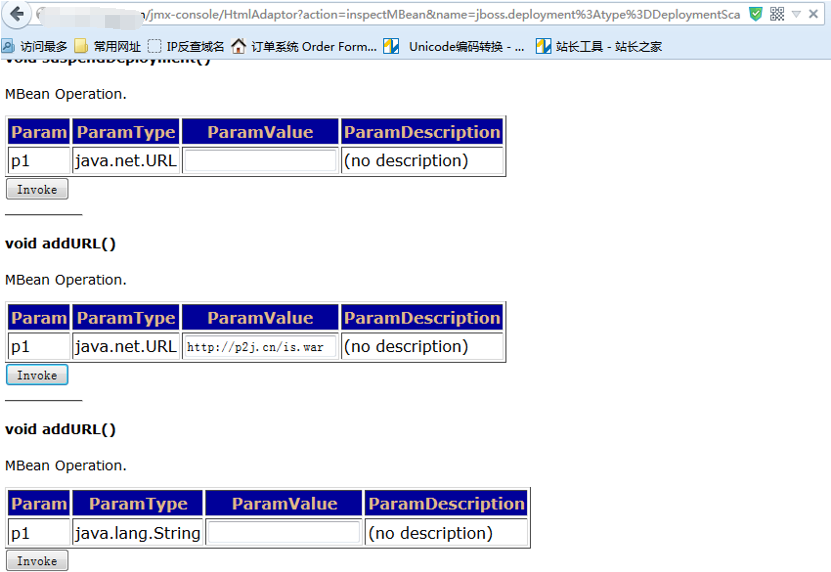 /jmx-console/HtmlAdaptor?action=inspectMBean&name=jboss.deployment%3Atype%3DDeploymentSca
访问最多 常用网址 IP反查域名 订单系统 Order Form... Unicode编码转换 - ... 站长工具 - 站长之家
void suspendDeployment()
MBean Operation.
Param ParamType ParamValue ParamDescription
p1 java.net.URL (no description)
Invoke
void addURL()
MBean Operation.
Param ParamType ParamValue ParamDescription
p1 java.net.URL http://p2j.cn/is.war (no description)
Invoke
void addURL()
MBean Operation.
Param ParamType ParamValue ParamDescription
p1 java.lang.String (no description)
Invoke